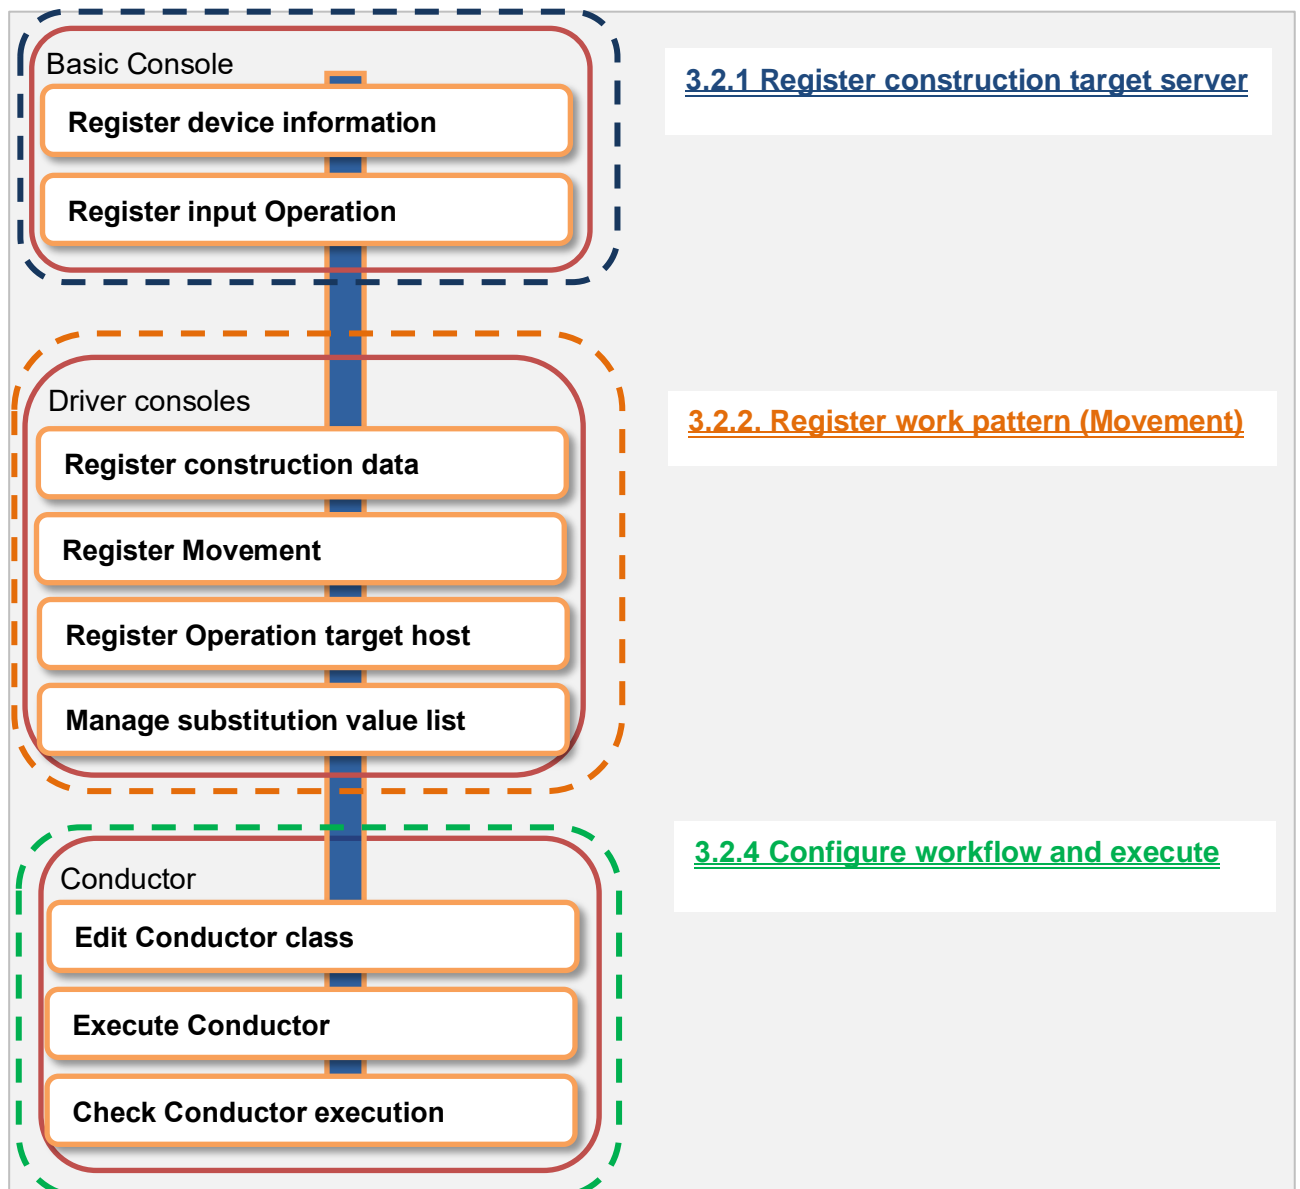 Basic Console
3.2.1 Register construction target server
Register device information
Register input Operation
Driver consoles
3.2.2. Register work pattern (Movement)
Register construction data
Register Movement
Register Operation target host
Manage substitution value list
Conductor
3.2.4 Configure workflow and execute
Edit Conductor class
Execute Conductor
Check Conductor execution